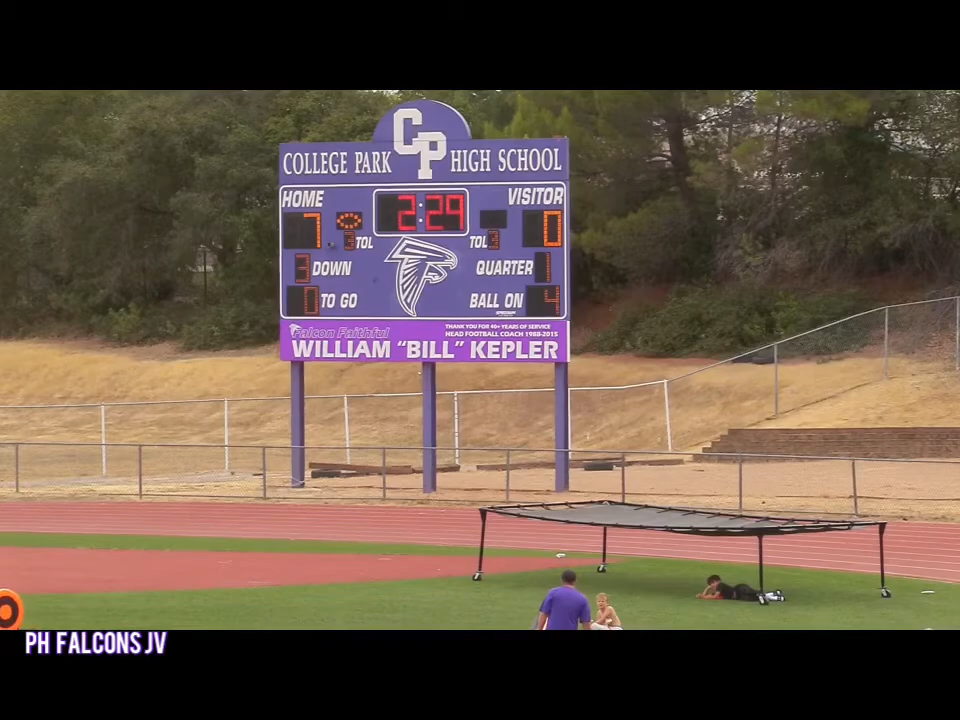 CP
COLLEGE PARK HIGH SCHOOL
HOME 2:29 VISITOR
7 3 TOL TOL 3 0
3 DOWN QUARTER 1
0 TO GO BALL ON 4
Falcon Faithful THANK YOU FOR 40+ YEARS OF SERVICE
HEAD FOOTBALL COACH 1988-2015
WILLIAM "BILL" KEPLER
PH FALCONS JV